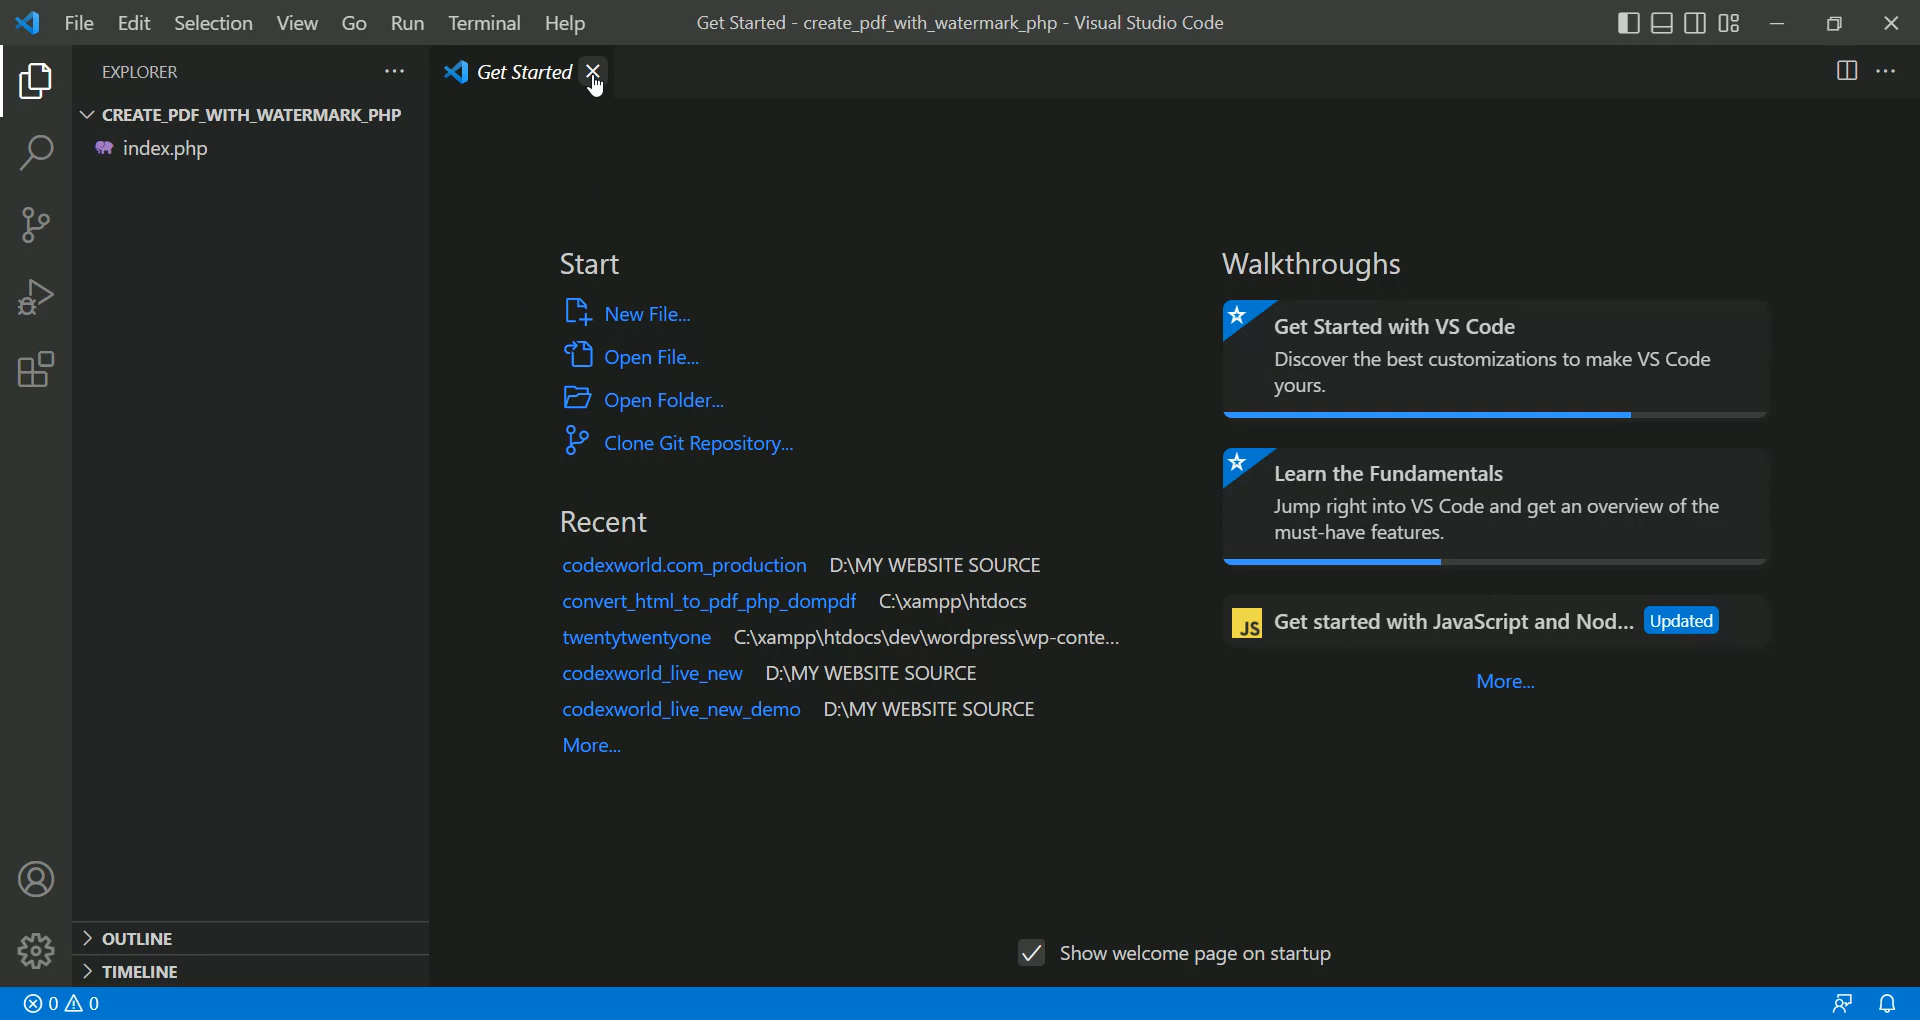 File Edit Selection View Go Run Terminal Help
Get Started - create_pdf_with_watermark_php - Visual Studio Code
EXPLORER
Get Started
CREATE_PDF_WITH_WATERMARK_PHP
index.php
Start
New File...
Open File...
Open Folder...
Clone Git Repository...
Recent
codexworld.com_production D:\MY WEBSITE SOURCE
convert_html_to_pdf_php_dompdf C:\xampp\htdocs
twentytwentyone C:\xampp\htdocs\dev\wordpress\wp-conte...
codexworld_live_new D:\MY WEBSITE SOURCE
codexworld_live_new_demo D:\MY WEBSITE SOURCE
More...
Walkthroughs
Get Started with VS Code
Discover the best customizations to make VS Code
yours.
Learn the Fundamentals
Jump right into VS Code and get an overview of the
must-have features.
JS Get started with JavaScript and Nod... Updated
More...
Show welcome page on startup
OUTLINE
TIMELINE
0 0